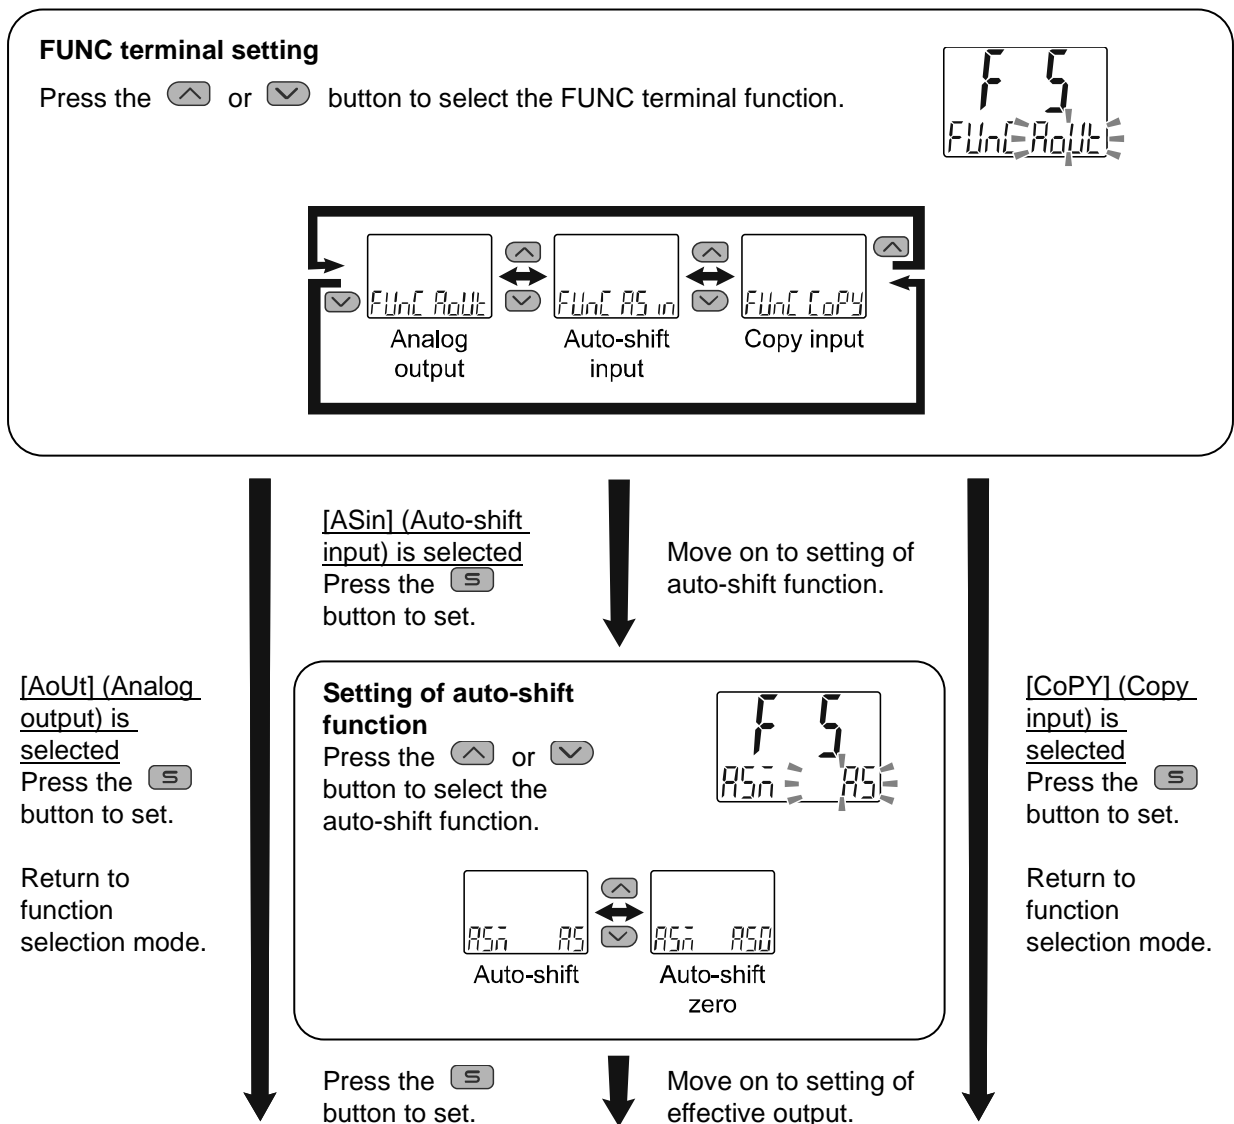 FUNC terminal setting
Press the or button to select the FUNC terminal function.
F 5
FUnC AoUt
FUnC AoUt
FUnC AS in
FUnC CoPY
Analog
output
Auto-shift
input
Copy input
[ASin] (Auto-shift
input) is selected
Press the S
button to set.
Move on to setting of
auto-shift function.
[AoUt] (Analog
output) is
selected
Press the S
button to set.
Return to
function
selection mode.
Setting of auto-shift
function
Press the or
button to select the
auto-shift function.
F 5
ASm AS
ASm AS
ASm AS0
Auto-shift
Auto-shift
zero
[CoPY] (Copy
input) is
selected
Press the S
button to set.
Return to
function
selection mode.
Press the S
button to set.
Move on to setting of
effective output.